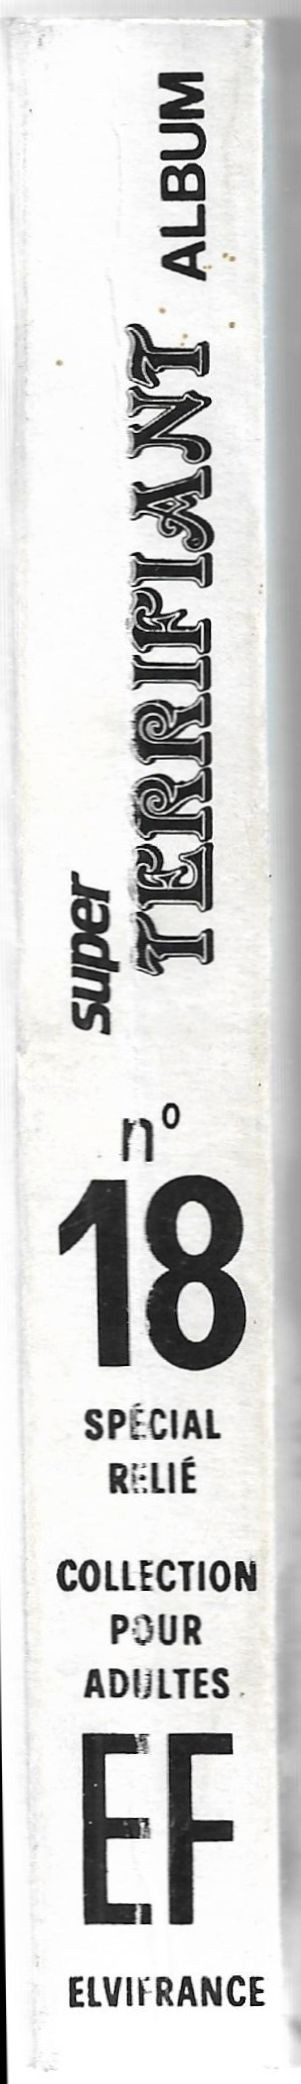 super
TERRIFIANT ALBUM
n°
18
SPÉCIAL
RELIÉ
COLLECTION
POUR
ADULTES
EF
ELVIFRANCE